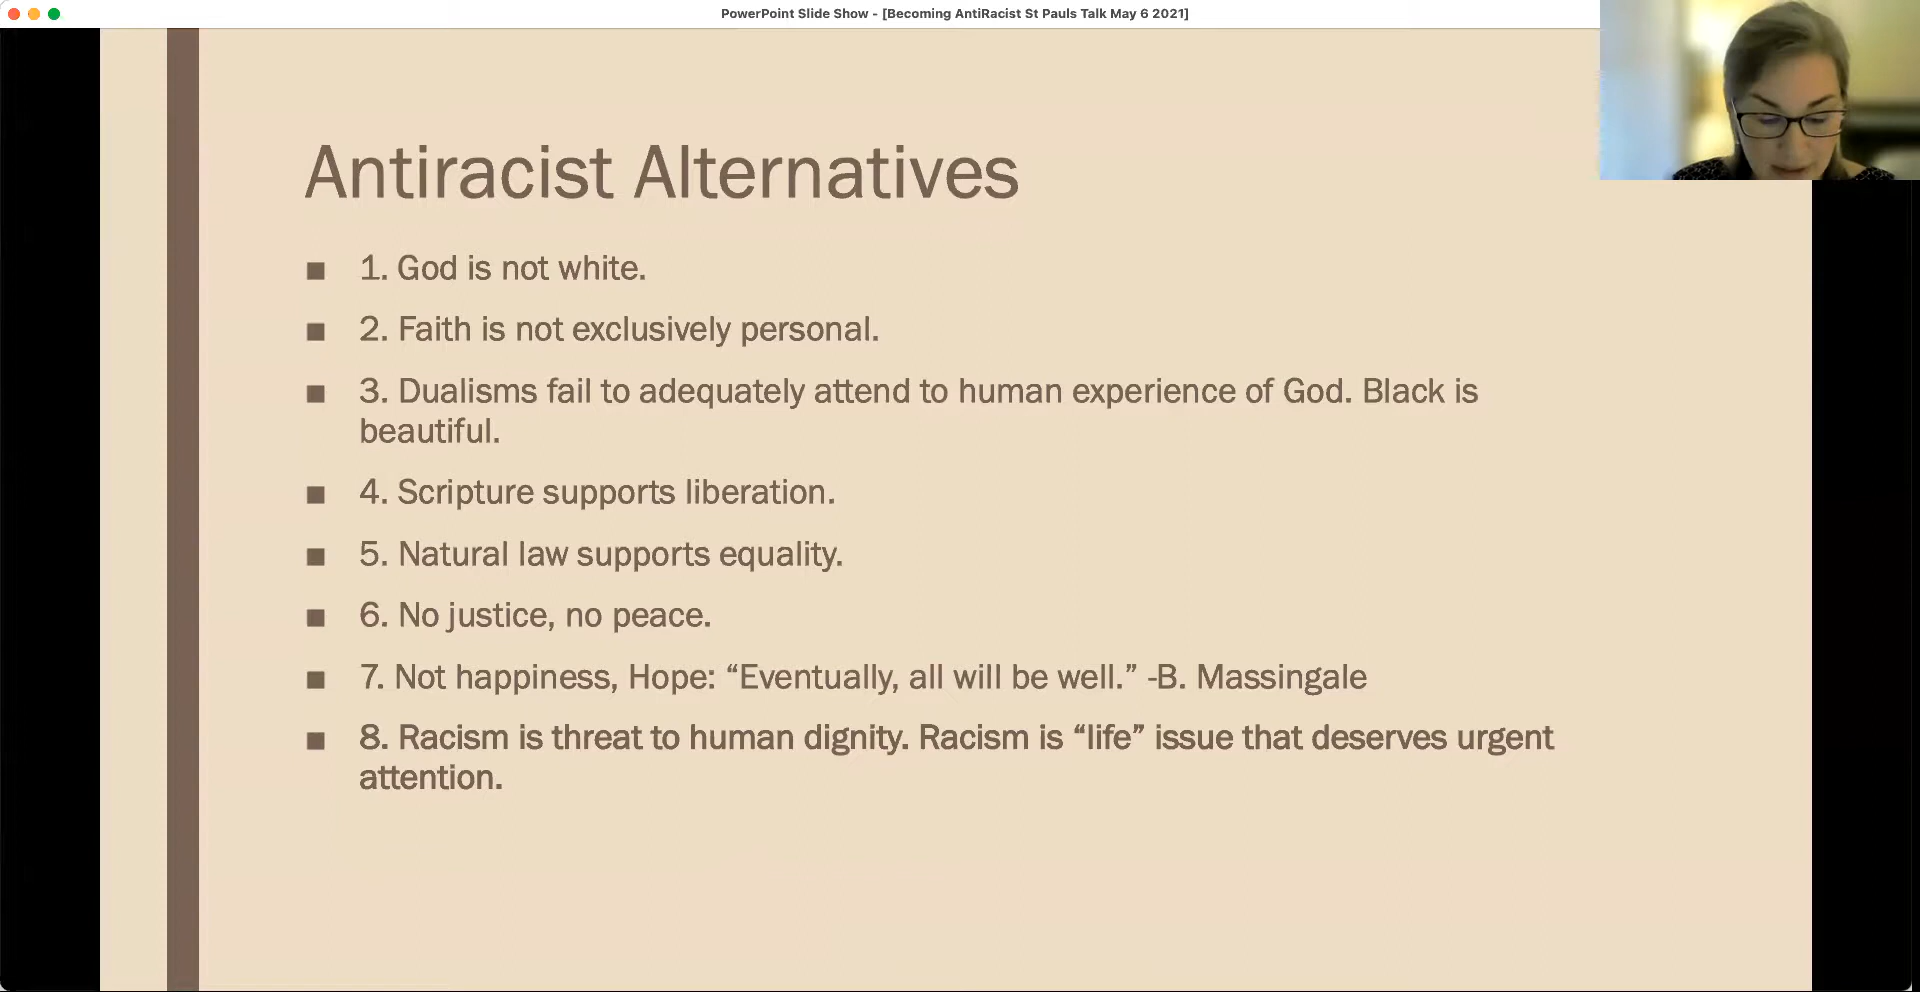 PowerPoint Slide Show - [Becoming AntiRacist St Pauls Talk May 6 2021]
Antiracist Alternatives
■ 1. God is not white.
■ 2. Faith is not exclusively personal.
■ 3. Dualisms fail to adequately attend to human experience of God. Black is
beautiful.
■ 4. Scripture supports liberation.
■ 5. Natural law supports equality.
■ 6. No justice, no peace.
■ 7. Not happiness, Hope: “Eventually, all will be well.” -B. Massingale
■ 8. Racism is threat to human dignity. Racism is “life” issue that deserves urgent
attention.